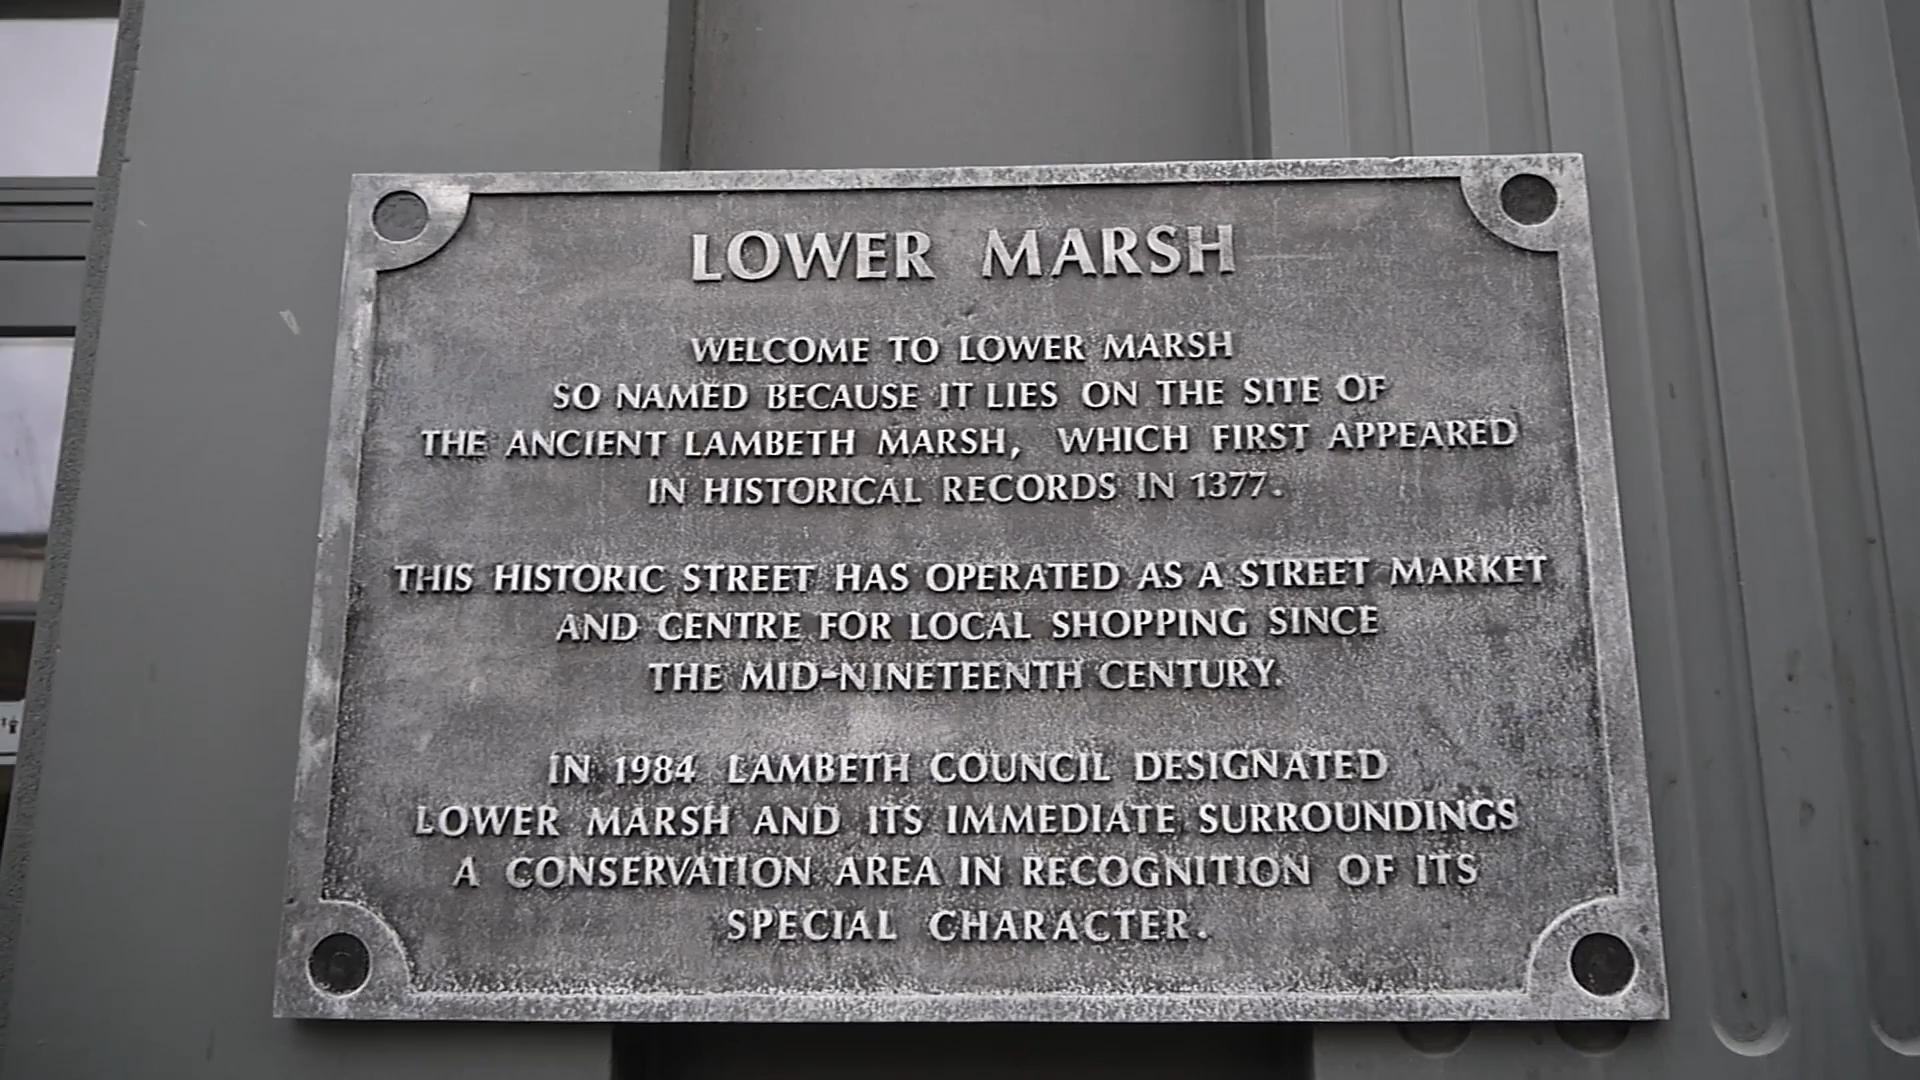 LOWER MARSH
WELCOME TO LOWER MARSH
SO NAMED BECAUSE IT LIES ON THE SITE OF
THE ANCIENT LAMBETH MARSH, WHICH FIRST APPEARED
IN HISTORICAL RECORDS IN 1377.
THIS HISTORIC STREET HAS OPERATED AS A STREET MARKET
AND CENTRE FOR LOCAL SHOPPING SINCE
THE MID-NINETEENTH CENTURY.
IN 1984 LAMBETH COUNCIL DESIGNATED
LOWER MARSH AND ITS IMMEDIATE SURROUNDINGS
A CONSERVATION AREA IN RECOGNITION OF ITS
SPECIAL CHARACTER.